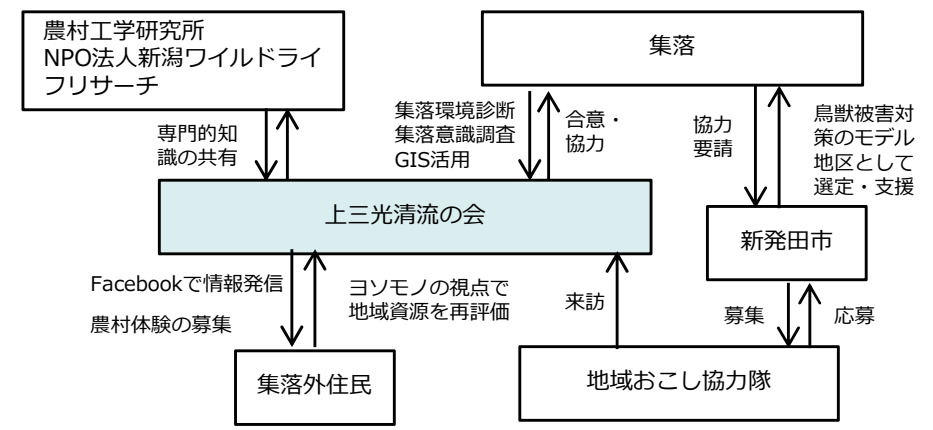 農村工学研究所
NPO法人新潟ワイルドライ
フリサーチ
集落
専門的知
識の共有
集落環境診断
集落意識調査
GIS活用
合意・
協力
協力
要請
鳥獣被害対
策のモデル
地区として
選定・支援
上三光清流の会
新発田市
Facebookで情報発信
農村体験の募集
ヨソモノの視点で
地域資源を再評価
来訪
募集
応募
集落外住民
地域おこし協力隊